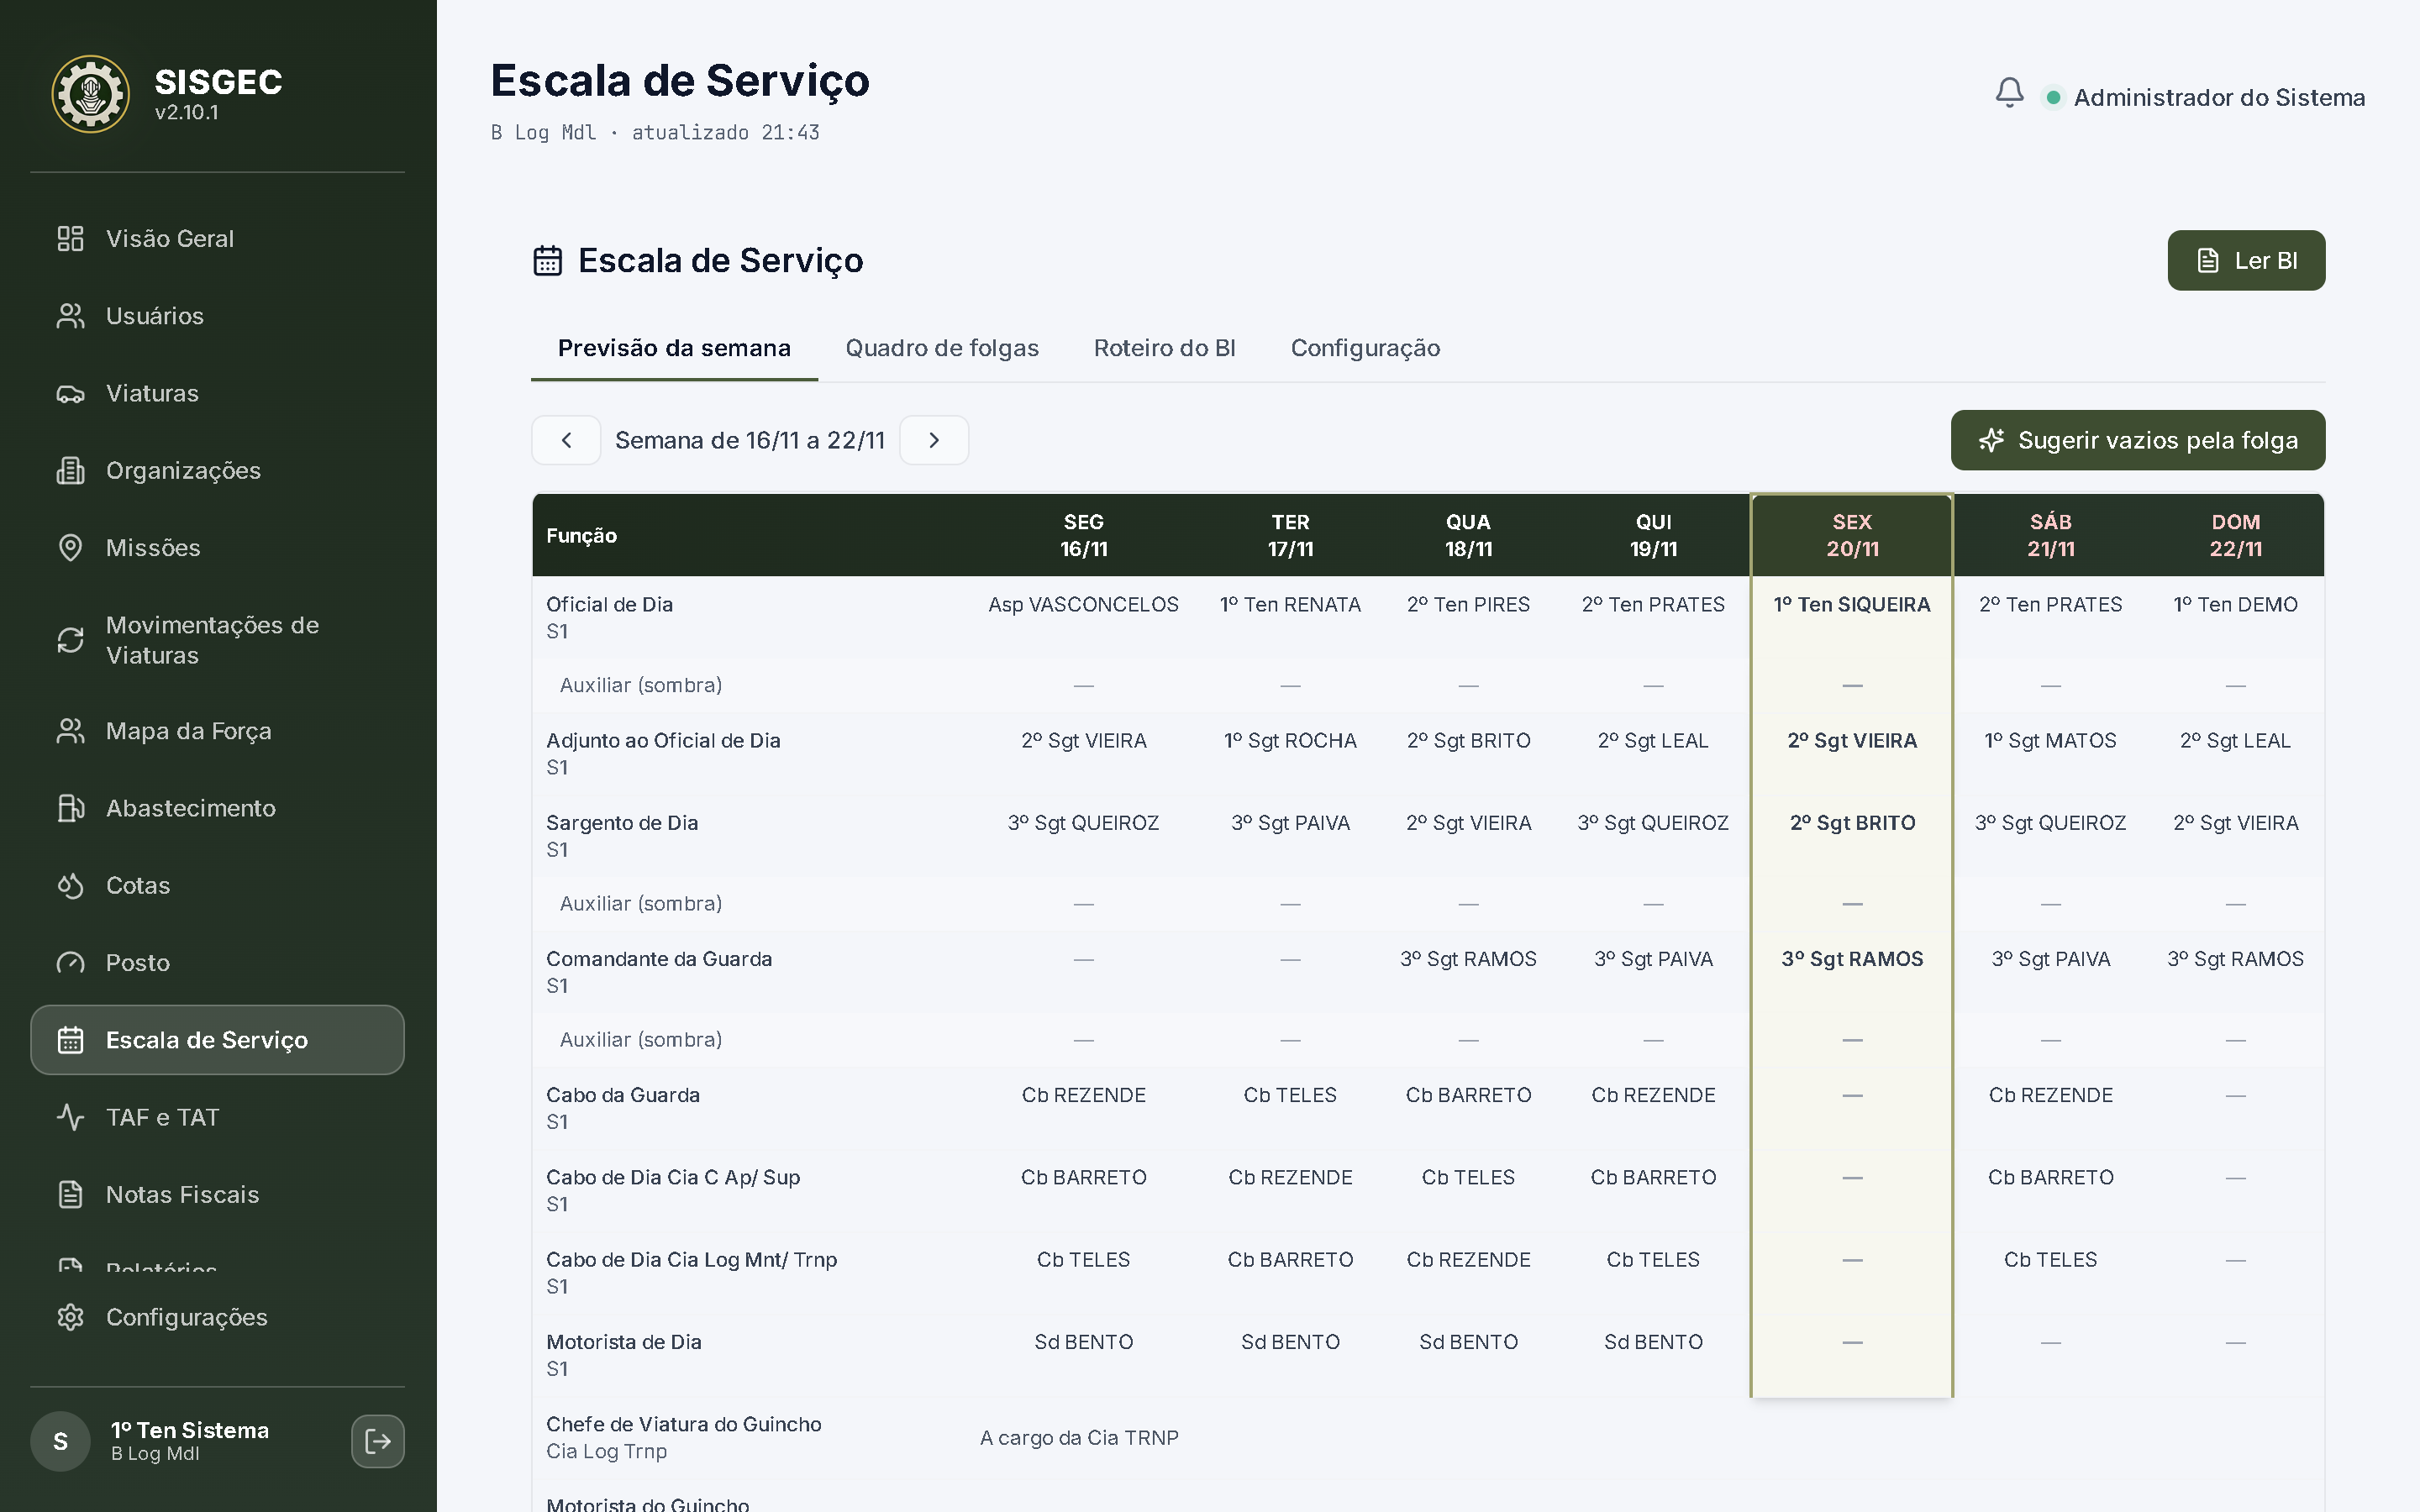 SISGEC
v2.10.1
Visão Geral
Usuários
Viaturas
Organizações
Missões
Movimentações de
Viaturas
Mapa da Força
Abastecimento
Cotas
Posto
Escala de Serviço
TAF e TAT
Notas Fiscais
Relatórios
Configurações
S
1º Ten Sistema
B Log Mdl
Escala de Serviço
B Log Mdl · atualizado 21:43
Administrador do Sistema
Escala de Serviço
Ler BI
Previsão da semana Quadro de folgas Roteiro do BI Configuração
Semana de 16/11 a 22/11
Sugerir vazios pela folga
Função SEG 16/11 TER 17/11 QUA 18/11 QUI 19/11 SEX 20/11 SÁB 21/11 DOM 22/11
Oficial de Dia Asp VASCONCELOS 1º Ten RENATA 2º Ten PIRES 2º Ten PRATES 1º Ten SIQUEIRA 2º Ten PRATES 1º Ten DEMO
S1
Auxiliar (sombra) — — — — — — —
Adjunto ao Oficial de Dia 2º Sgt VIEIRA 1º Sgt ROCHA 2º Sgt BRITO 2º Sgt LEAL 2º Sgt VIEIRA 1º Sgt MATOS 2º Sgt LEAL
S1
Sargento de Dia 3º Sgt QUEIROZ 3º Sgt PAIVA 2º Sgt VIEIRA 3º Sgt QUEIROZ 2º Sgt BRITO 3º Sgt QUEIROZ 2º Sgt VIEIRA
S1
Auxiliar (sombra) — — — — — — —
Comandante da Guarda — — 3º Sgt RAMOS 3º Sgt PAIVA 3º Sgt RAMOS 3º Sgt PAIVA 3º Sgt RAMOS
S1
Auxiliar (sombra) — — — — — — —
Cabo da Guarda Cb REZENDE Cb TELES Cb BARRETO Cb REZENDE — Cb REZENDE —
S1
Cabo de Dia Cia C Ap/ Sup Cb BARRETO Cb REZENDE Cb TELES Cb BARRETO — Cb BARRETO —
S1
Cabo de Dia Cia Log Mnt/ Trnp Cb TELES Cb BARRETO Cb REZENDE Cb TELES — Cb TELES —
S1
Motorista de Dia Sd BENTO Sd BENTO Sd BENTO Sd BENTO — — —
S1
Chefe de Viatura do Guincho A cargo da Cia TRNP
Cia Log Trnp
Motorista do Guincho